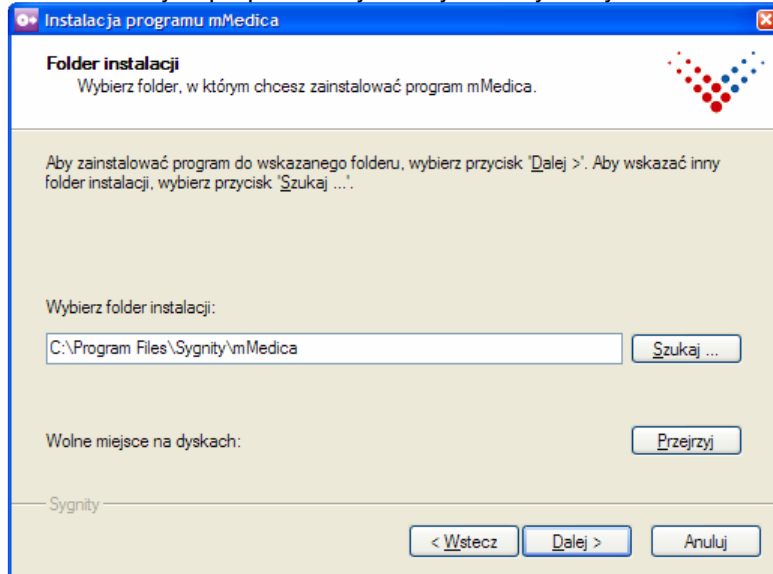 Instalacja programu mMedica
Folder instalacji
Wybierz folder, w którym chcesz zainstalować program mMedica.
Aby zainstalować program do wskazanego folderu, wybierz przycisk 'Dalej >'. Aby wskazać inny
folder instalacji, wybierz przycisk 'Szukaj ...'.
Wybierz folder instalacji:
C:\Program Files\Sygnity\mMedica
Szukaj ...
Wolne miejsce na dyskach:
Przejrzyj
Sygnity
< Wstecz
Dalej >
Anuluj